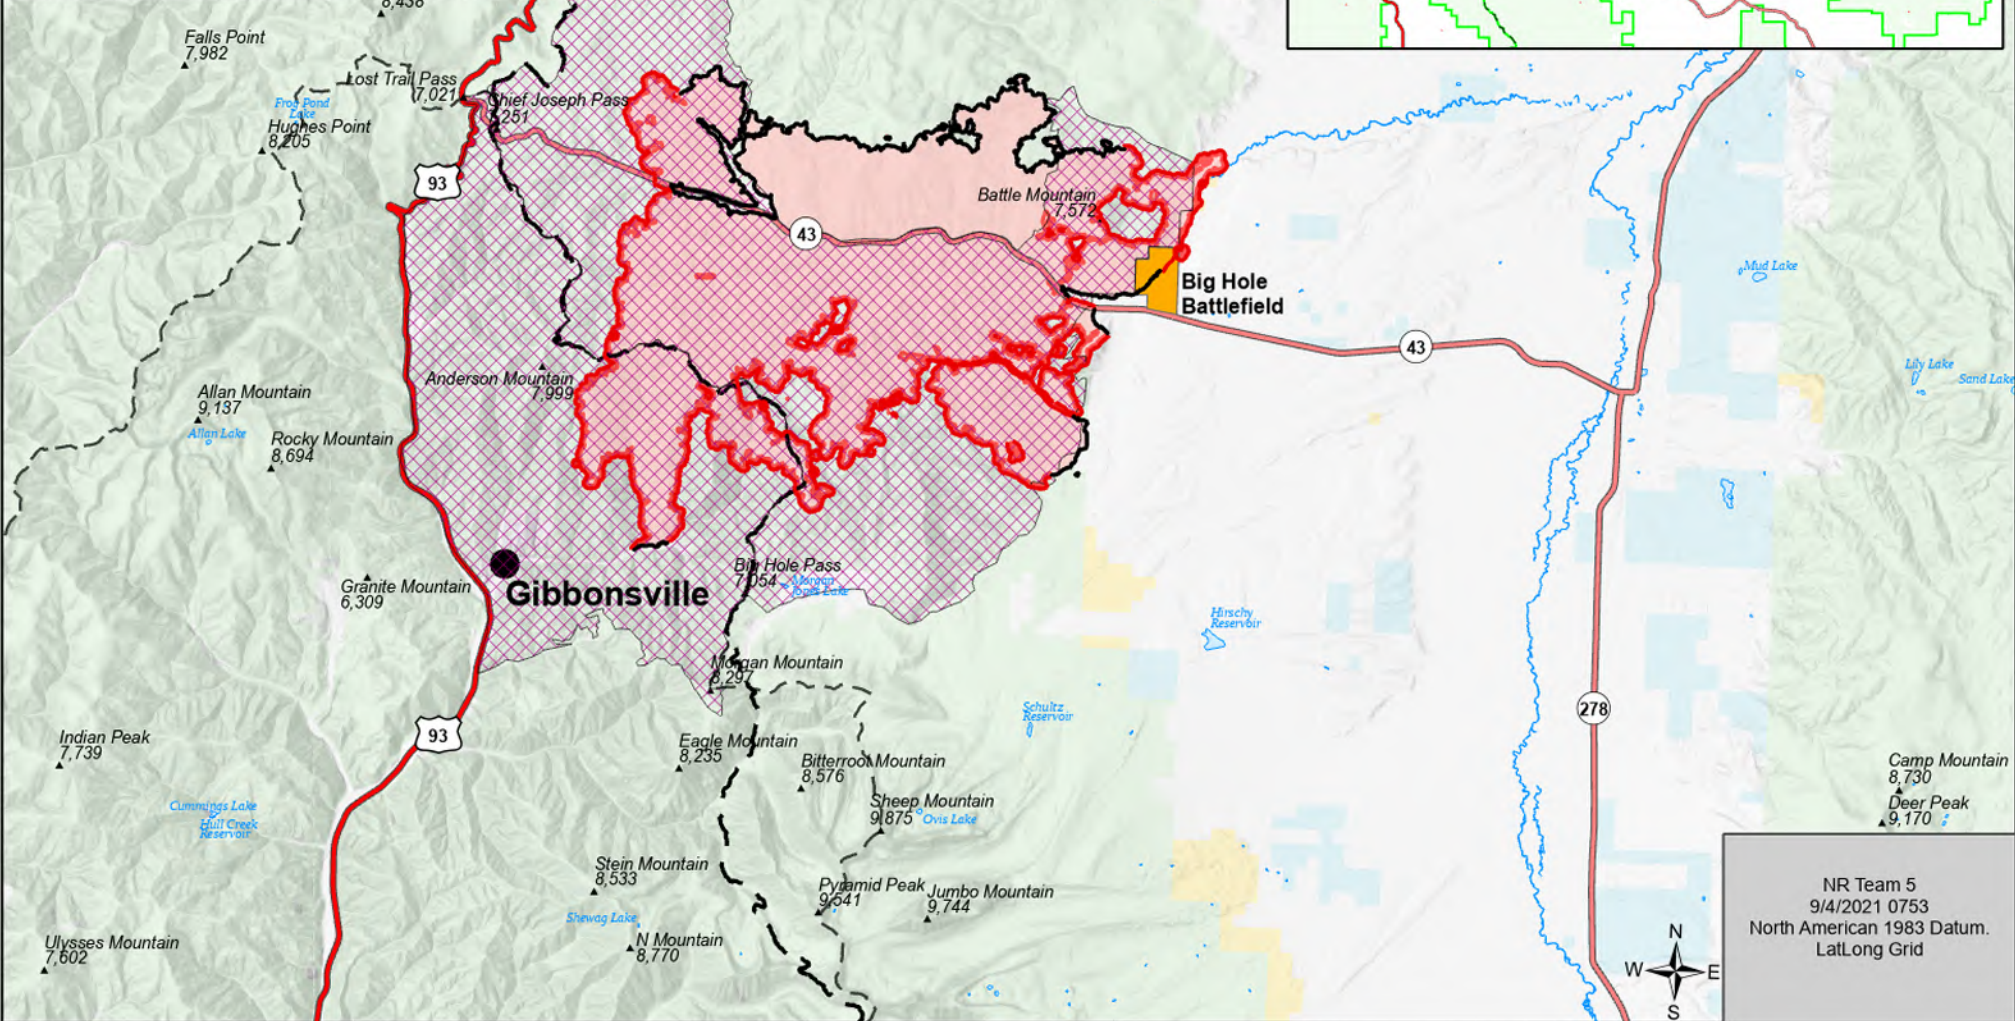 8,438
Falls Point
7,982
Lost Trail Pass
7,021
Chief Joseph Pass
7,251
Frog Pond
Lake
Hughes Point
8,205
93
Battle Mountain
7,572
43
Big Hole
Battlefield
Mud Lake
43
Lily Lake
Sand Lake
Anderson Mountain
7,999
Allan Mountain
9,137
Allan Lake
Rocky Mountain
8,694
Granite Mountain
6,309
Gibbonsville
Big Hole Pass
7,054
Morgan
Jones Lake
Hirschy
Reservoir
Morgan Mountain
8,297
Schultz
Reservoir
278
93
Indian Peak
7,739
Eagle Mountain
8,235
Bitterroot Mountain
8,576
Camp Mountain
8,730
Deer Peak
9,170
Sheep Mountain
9,875
Ovis Lake
Cummings Lake
Hull Creek
Reservoir
Stein Mountain
8,533
Pyramid Peak
9,541
Jumbo Mountain
9,744
Shewag Lake
N Mountain
8,770
Ulysses Mountain
7,602
N
W
E
S
NR Team 5
9/4/2021 0753
North American 1983 Datum.
LatLong Grid